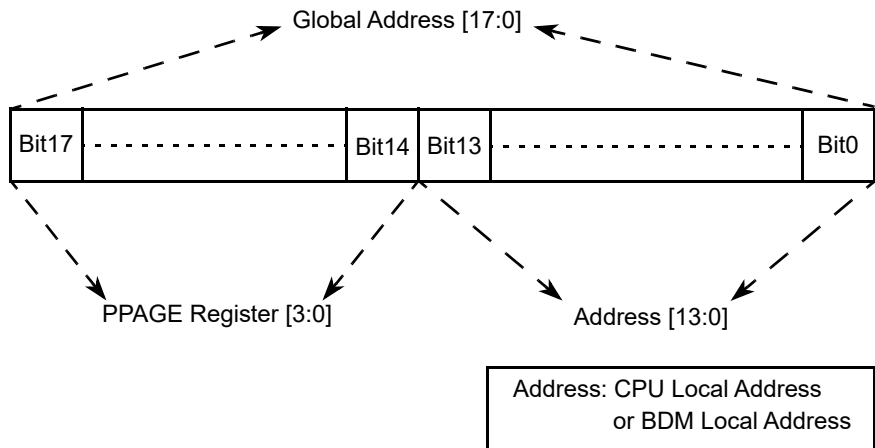 Global Address [17:0]
Bit17
Bit14
Bit13
Bit0
PPAGE Register [3:0]
Address [13:0]
Address: CPU Local Address
or BDM Local Address